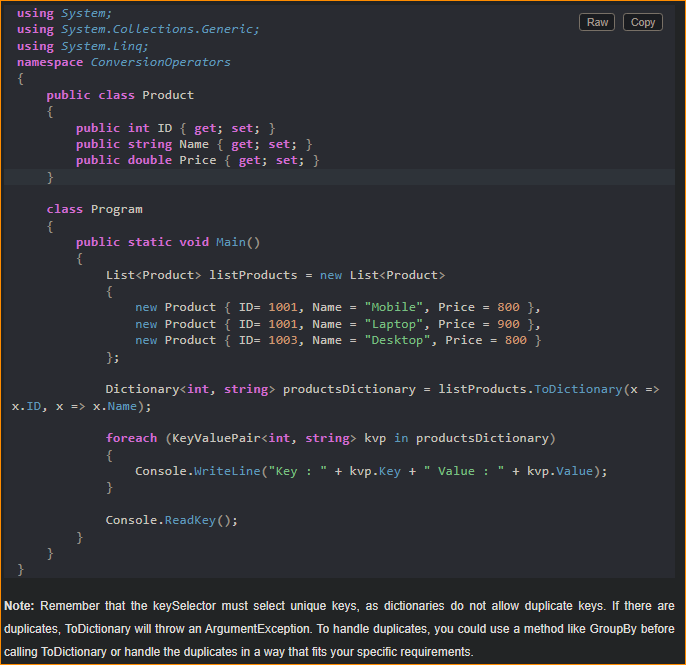 using System;
using System.Collections.Generic;
using System.Linq;
namespace ConversionOperators
{
    public class Product
    {
        public int ID { get; set; }
        public string Name { get; set; }
        public double Price { get; set; }
    }
    class Program
    {
        public static void Main()
        {
            List<Product> listProducts = new List<Product>
            {
                new Product { ID= 1001, Name = "Mobile", Price = 800 },
                new Product { ID= 1001, Name = "Laptop", Price = 900 },
                new Product { ID= 1003, Name = "Desktop", Price = 800 }
            };
            Dictionary<int, string> productsDictionary = listProducts.ToDictionary(x =>
x.ID, x => x.Name);
            foreach (KeyValuePair<int, string> kvp in productsDictionary)
            {
                Console.WriteLine("Key : " + kvp.Key + " Value : " + kvp.Value);
            }
            Console.ReadKey();
        }
    }
}
Raw
Copy
Note: Remember that the keySelector must select unique keys, as dictionaries do not allow duplicate keys. If there are
duplicates, ToDictionary will throw an ArgumentException. To handle duplicates, you could use a method like GroupBy before
calling ToDictionary or handle the duplicates in a way that fits your specific requirements.